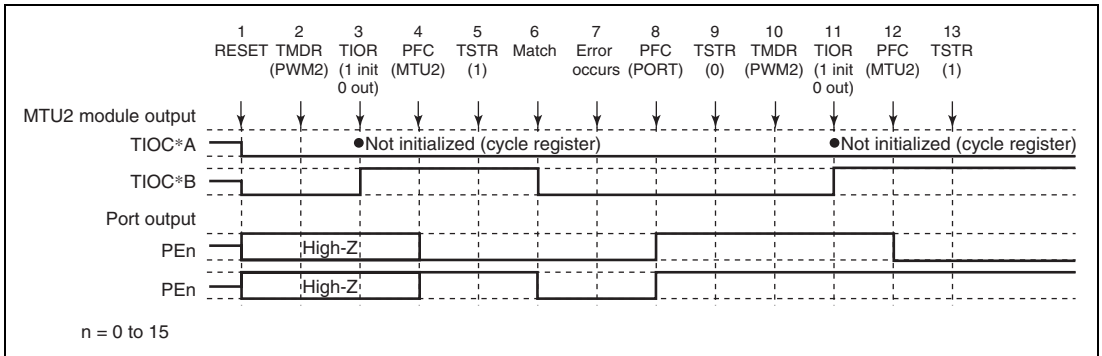 1 2 3 4 5 6 7 8 9 10 11 12 13
RESET TMDR TIOR PFC TSTR Match Error PFC TSTR TMDR TIOR PFC TSTR
(PWM2) (1 init (MTU2) (1) occurs (PORT) (0) (PWM2) (1 init (MTU2) (1)
0 out) 0 out)
MTU2 module output
TIOC*A ●Not initialized (cycle register) ●Not initialized (cycle register)
TIOC*B
Port output
PEn High-Z
PEn High-Z
n = 0 to 15